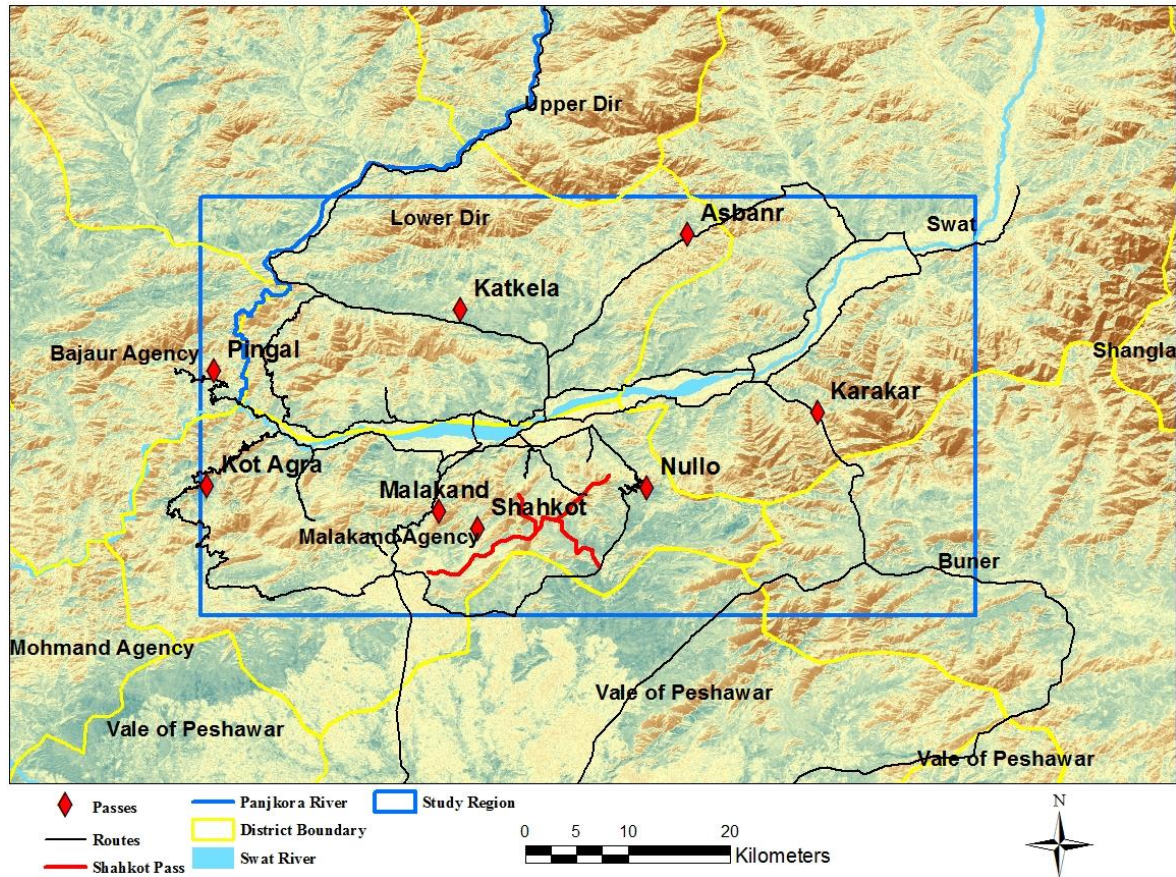 Upper Dir
Lower Dir
Asbanr
Swat
Katkela
Bajaur Agency
Pingal
Shangla
Karakar
Kot Agra
Nullo
Malakand
Shahkot
Malakand Agency
Buner
Mohmand Agency
Vale of Peshawar
Vale of Peshawar
Vale of Peshawar
Passes
Routes
Shahkot Pass
Panjkora River
District Boundary
Swat River
Study Region
0 5 10 20
Kilometers
N